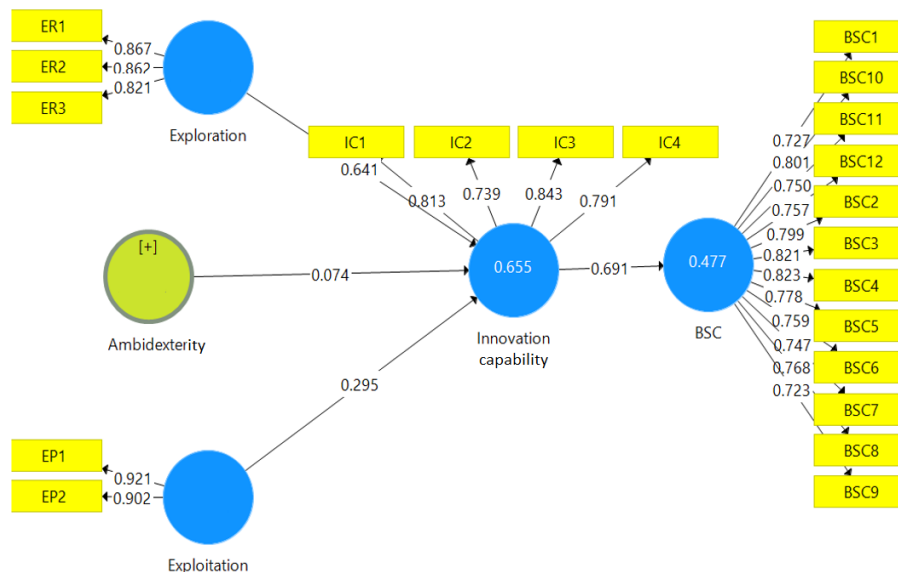 ER1
0.867
ER2
0.862
ER3
0.821
Exploration
IC1
IC2
IC3
IC4
0.641
0.813
0.739
0.843
0.791
[+]
Ambidexterity
0.074
0.655
Innovation
capability
0.691
0.477
BSC
0.295
EP1
0.921
EP2
0.902
Exploitation
BSC1
BSC10
BSC11
BSC12
BSC2
BSC3
BSC4
BSC5
BSC6
BSC7
BSC8
BSC9
0.727
0.801
0.750
0.757
0.799
0.821
0.823
0.778
0.759
0.747
0.768
0.723